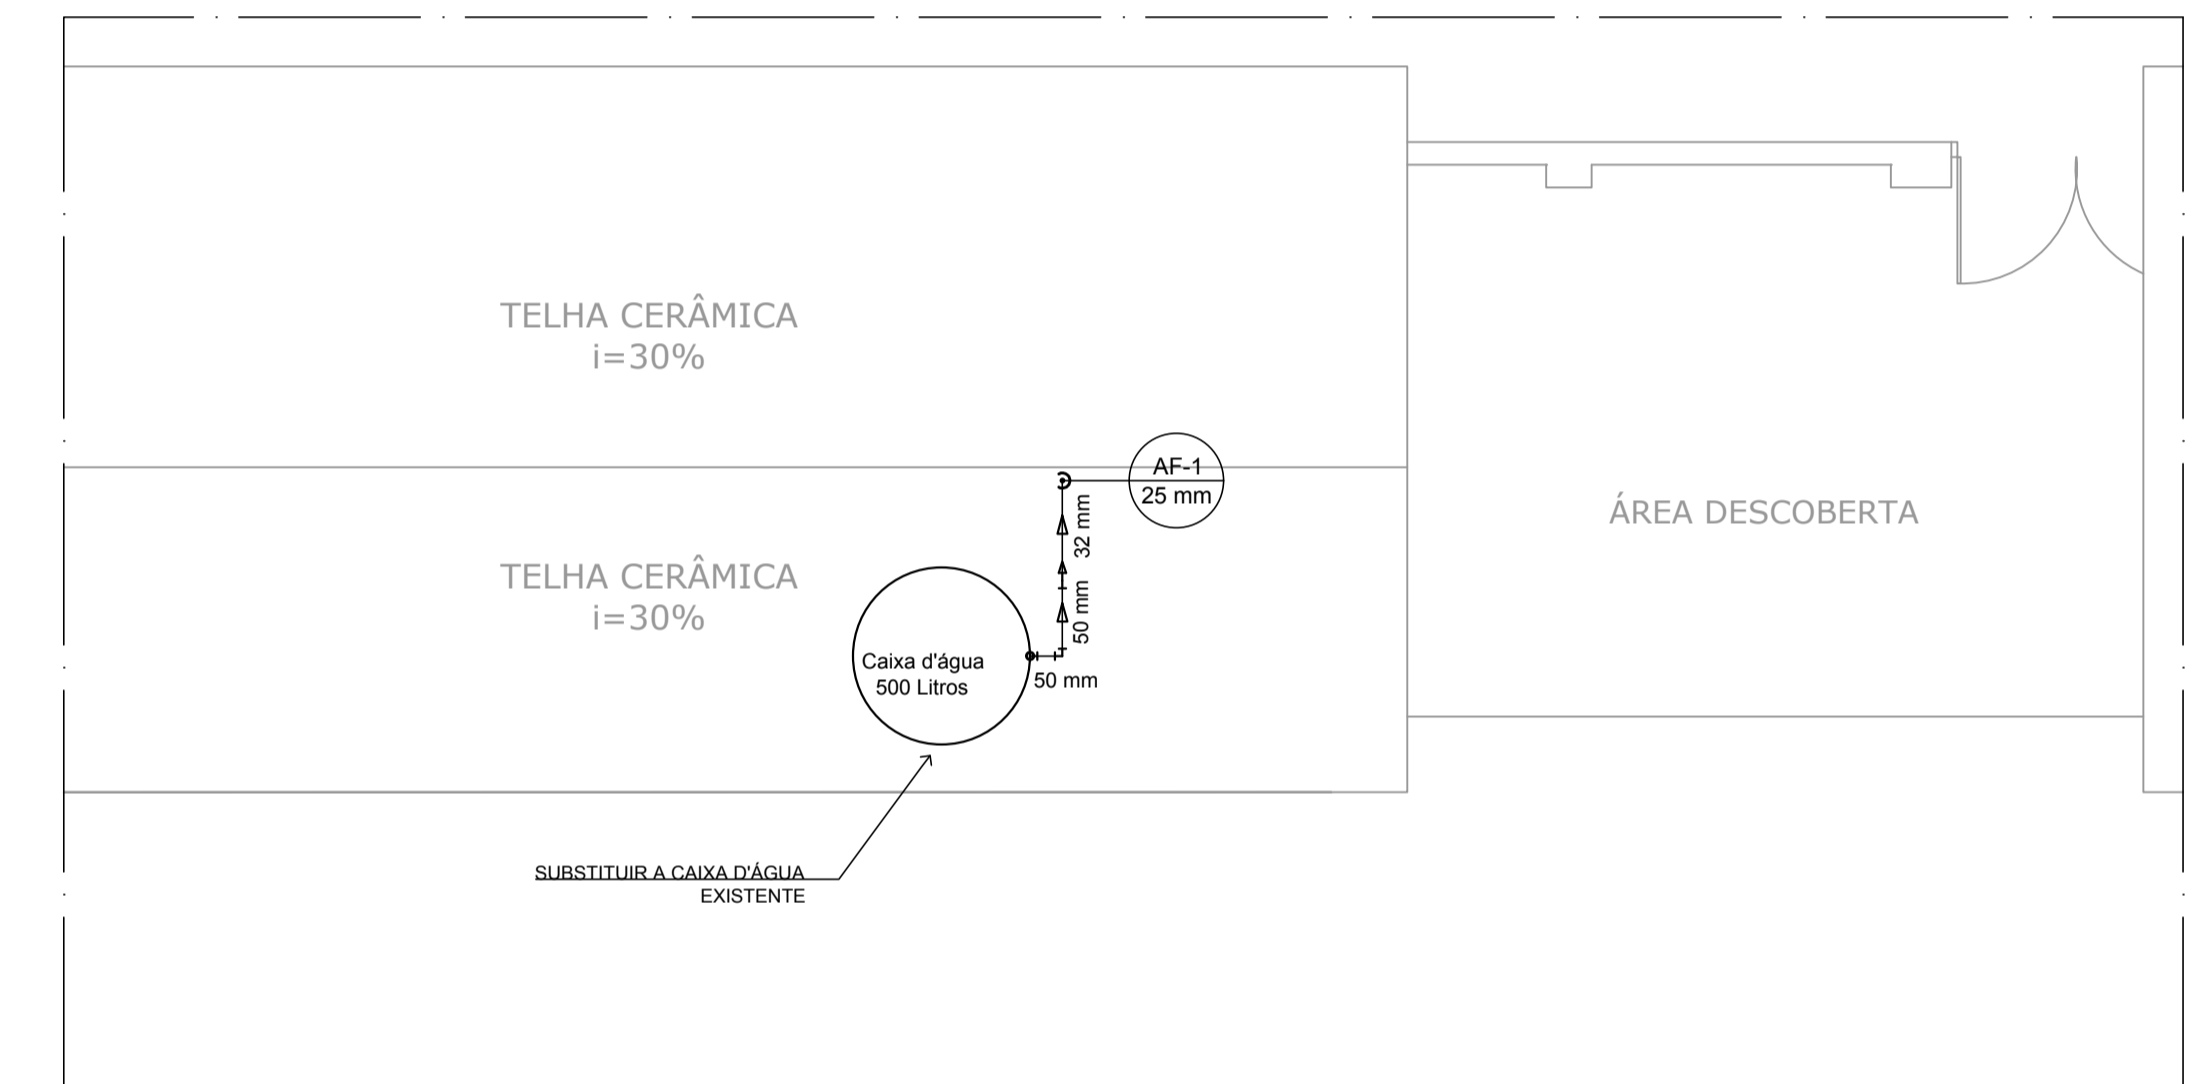 TELHA CERÂMICA
i=30%
AF-1
25 mm
32 mm
ÁREA DESCOBERTA
TELHA CERÂMICA
i=30%
50 mm
Caixa d'água
500 Litros
50 mm
SUBSTITUIR A CAIXA D'ÁGUA
EXISTENTE